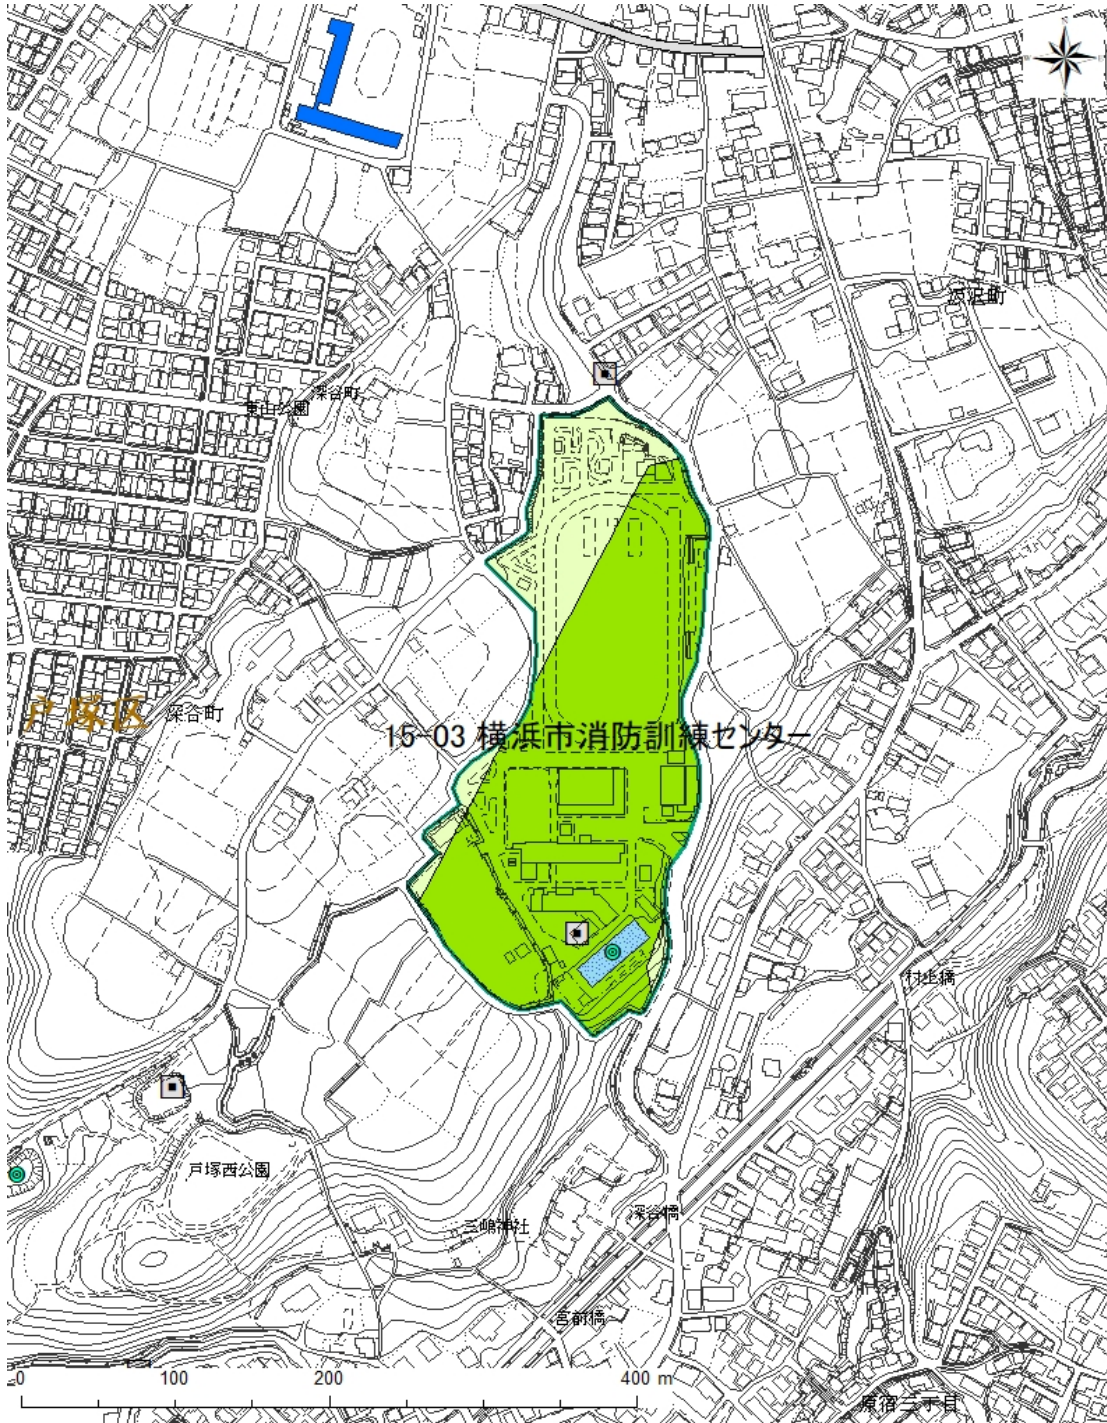 汲沢町
深谷町
東山公園
戸塚区
深谷町
15-03 横浜市消防訓練センター
村上橋
戸塚西公園
深谷橋
三嶋神社
宮前橋
0 100 200 400 m
原宿三丁目